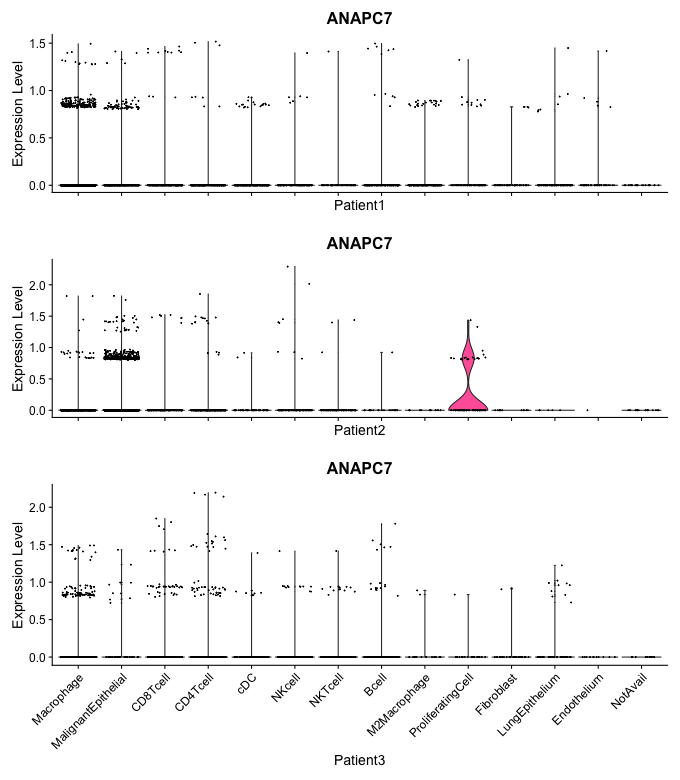 ANAPC7
Expression Level
1.5
1.0
0.5
0.0
Patient1
ANAPC7
Expression Level
2.0
1.5
1.0
0.5
0.0
Patient2
ANAPC7
Expression Level
2.0
1.5
1.0
0.5
0.0
Macrophage
MalignantEpithelial
CD8Tcell
CD4Tcell
cDC
NKcell
NKTcell
Bcell
M2Macrophage
ProliferatingCell
Fibroblast
LungEpithelium
Endothelium
NotAvail
Patient3